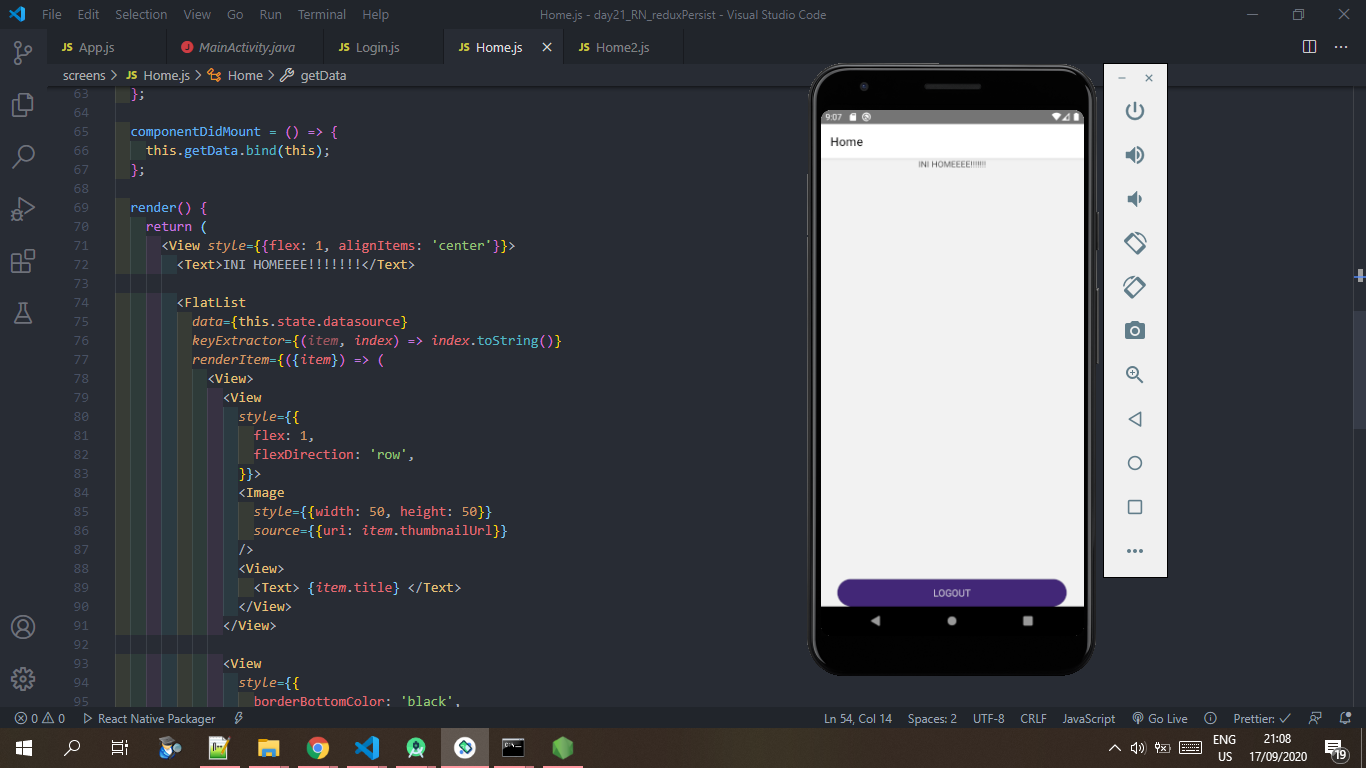 File Edit Selection View Go Run Terminal Help Home.js - day21_RN_reduxPersist - Visual Studio Code
JS App.js J MainActivity.java JS Login.js JS Home.js JS Home2.js
screens > JS Home.js > Home > getData
63 };
64
65 componentDidMount = () => {
66 this.getData.bind(this);
67 };
68
69 render() {
70 return (
71 <View style={{flex: 1, alignItems: 'center'}}>
72 <Text>INI HOMEEEE!!!!!!!</Text>
73
74 <FlatList
75 data={this.state.datasource}
76 keyExtractor={(item, index) => index.toString()}
77 renderItem={({item}) => (
78 <View>
79 <View
80 style={{
81 flex: 1,
82 flexDirection: 'row',
83 }}>
84 <Image
85 style={{width: 50, height: 50}}
86 source={{uri: item.thumbnailUrl}}
87 />
88 <View>
89 <Text> {item.title} </Text>
90 </View>
91 </View>
92
93 <View
94 style={{
95 borderBottomColor: 'black',
9:07
Home
INI HOMEEEE!!!!!!!
LOGOUT
0 0 React Native Packager Ln 54, Col 14 Spaces: 2 UTF-8 CRLF JavaScript Go Live Prettier: ✓
ENG
US
21:08
17/09/2020
19